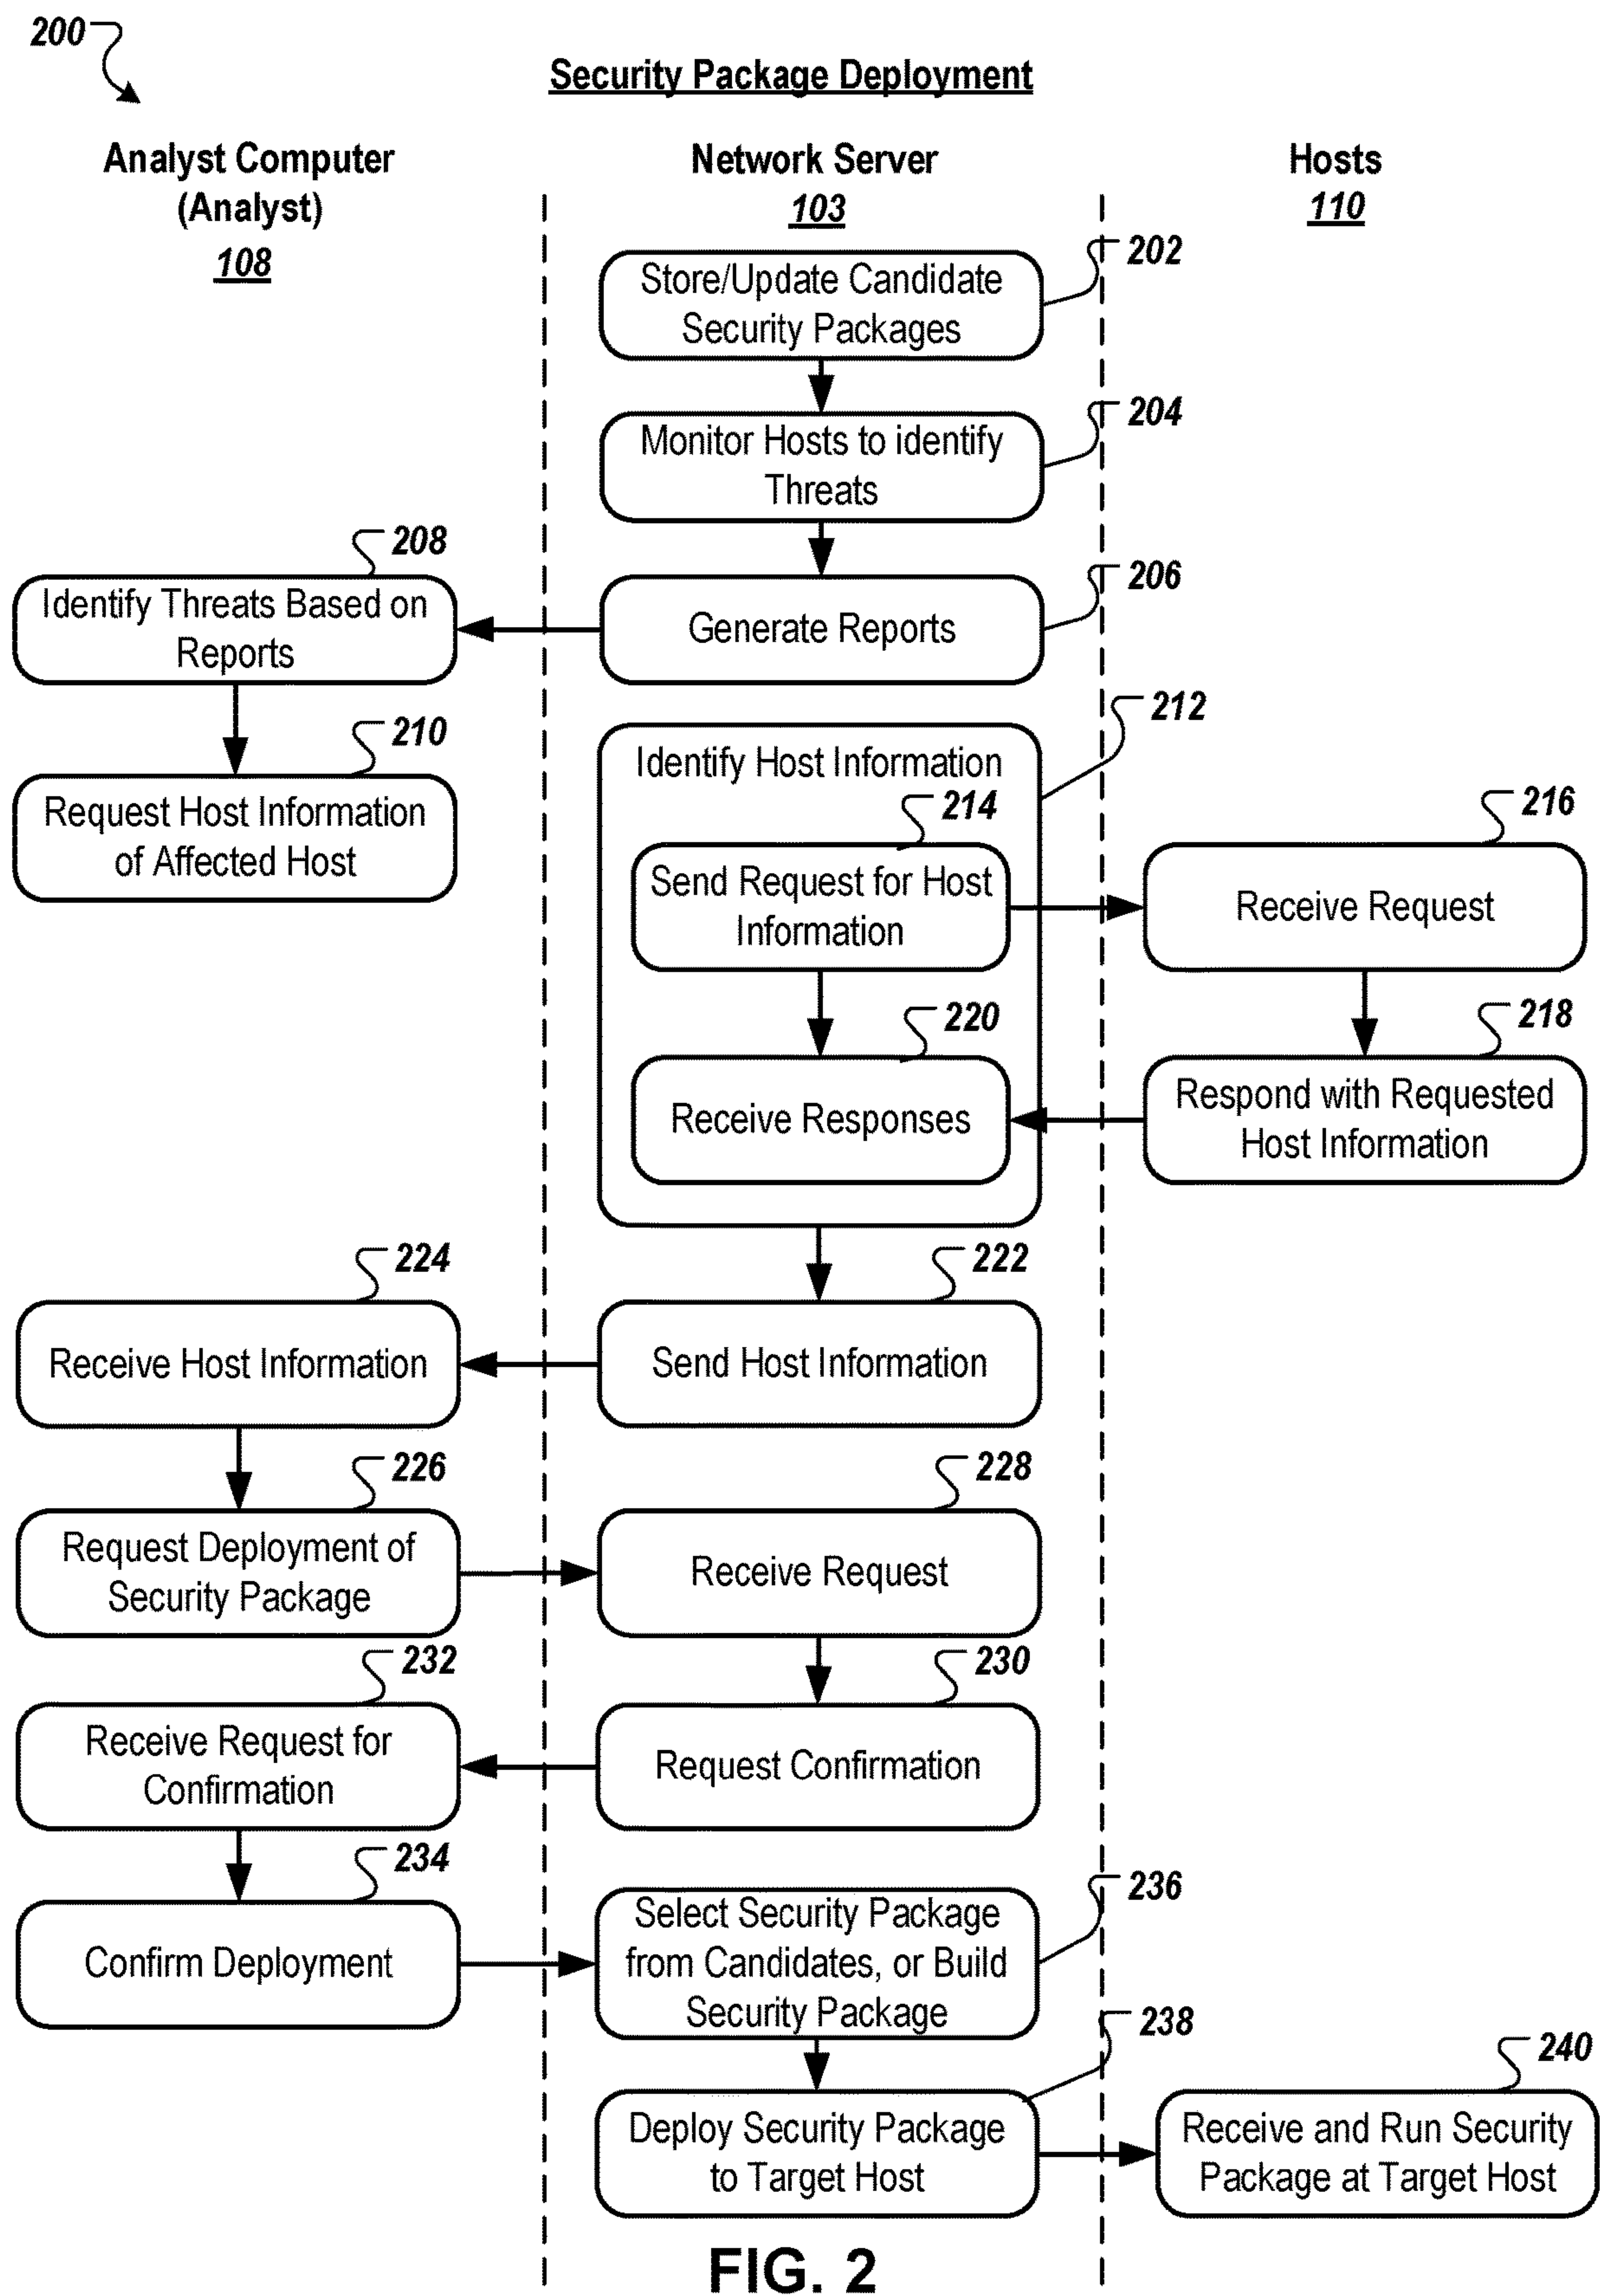 200
Security Package Deployment
Analyst Computer
(Analyst)
108
Network Server
103
Hosts
110
202
Store/Update Candidate
Security Packages
204
Monitor Hosts to identify
Threats
206
Generate Reports
208
Identify Threats Based on
Reports
210
Request Host Information
of Affected Host
212
Identify Host Information
214
Send Request for Host
Information
216
Receive Request
218
Respond with Requested
Host Information
220
Receive Responses
222
Send Host Information
224
Receive Host Information
226
Request Deployment of
Security Package
228
Receive Request
230
Request Confirmation
232
Receive Request for
Confirmation
234
Confirm Deployment
236
Select Security Package
from Candidates, or Build
Security Package
238
Deploy Security Package
to Target Host
240
Receive and Run Security
Package at Target Host
FIG. 2